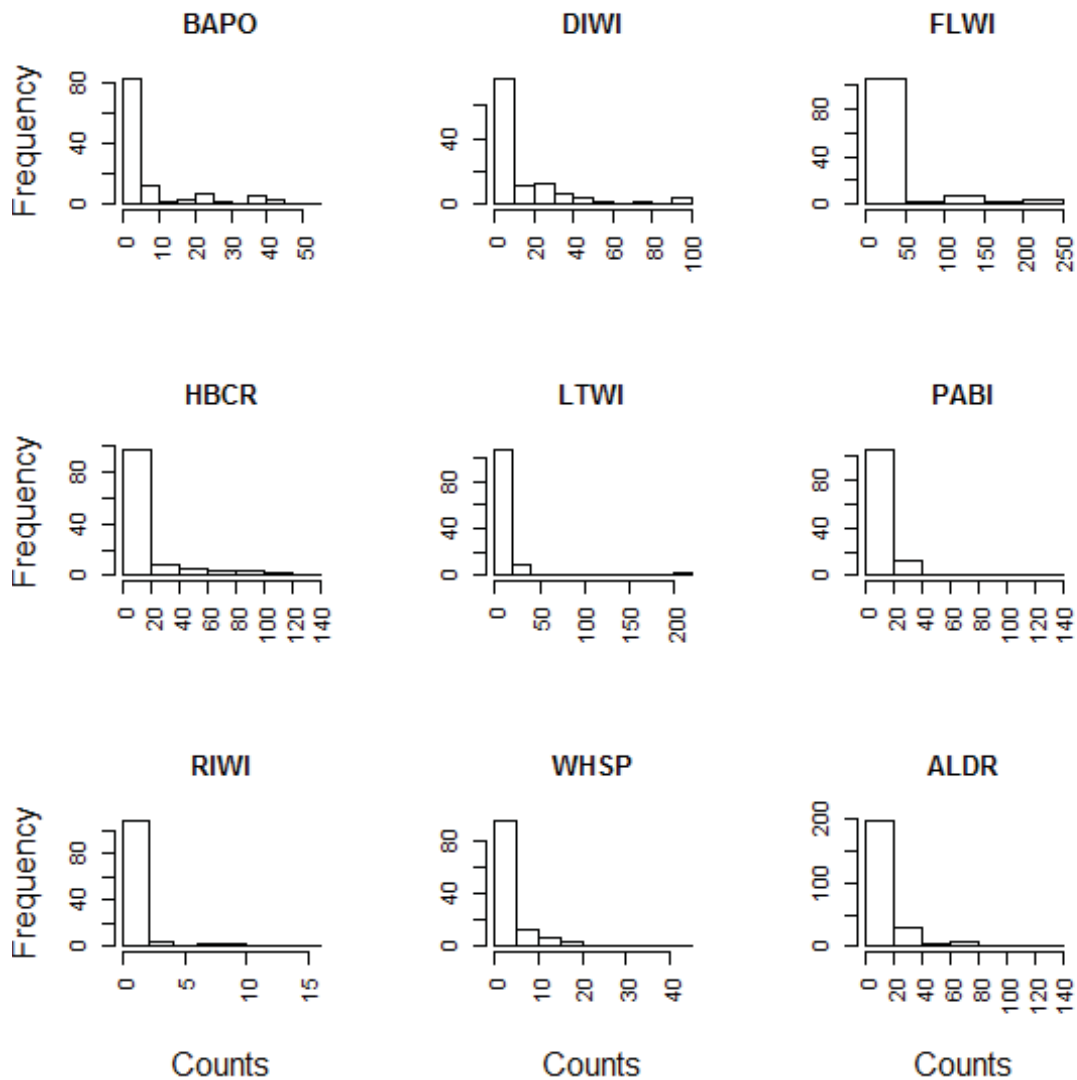 BAPO DIWI FLWI
Frequency
0 40 80
0 10 20 30 40 50
0 40
0 20 40 60 80 100
0 40 80
0 50 100 150 200 250
HBCR LTWI PABI
Frequency
0 40 80
0 20 40 60 80 100 120 140
0 40 80
0 50 100 150 200
0 40 80
0 20 40 60 80 100 120 140
RIWI WHSP ALDR
Frequency
0 40 80
0 5 10 15
0 40 80
0 10 20 30 40
0 100 200
0 20 40 60 80 100 120 140
Counts Counts Counts